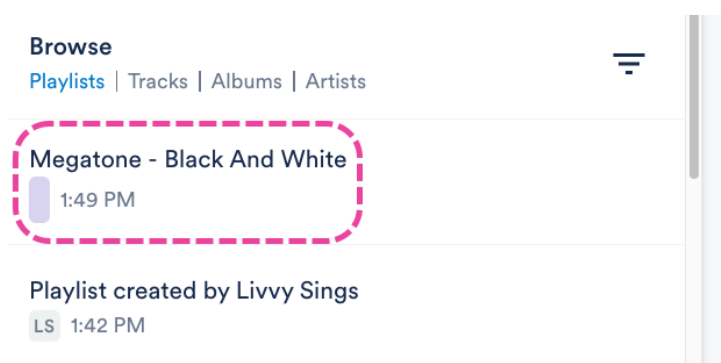 Browse
Playlists | Tracks | Albums | Artists
Megatone - Black And White
1:49 PM
Playlist created by Livvy Sings
LS 1:42 PM